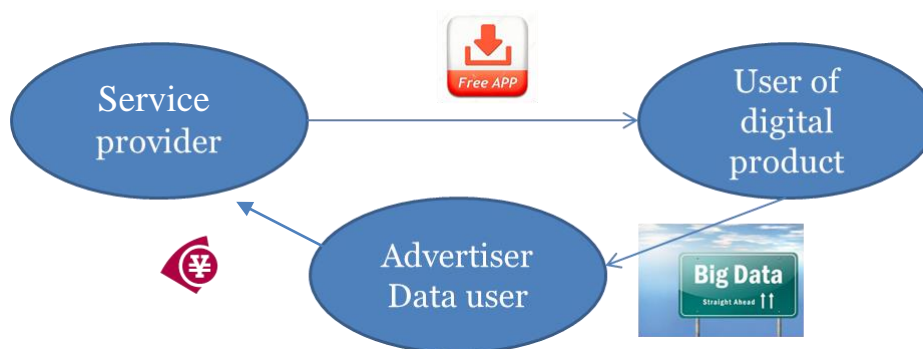 Service
provider
Free APP
User of
digital
product
Advertiser
Data user
¥
Big Data
Straight Ahead ↑↑